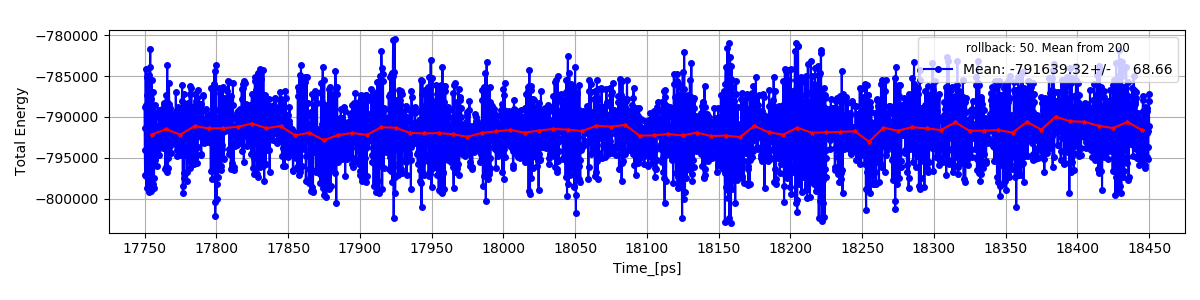 −780000
−785000
−790000
−795000
−800000
Total Energy
rollback: 50. Mean from 200
Mean: -791639.32+/-     68.66
17750 17800 17850 17900 17950 18000 18050 18100 18150 18200 18250 18300 18350 18400 18450
Time_[ps]